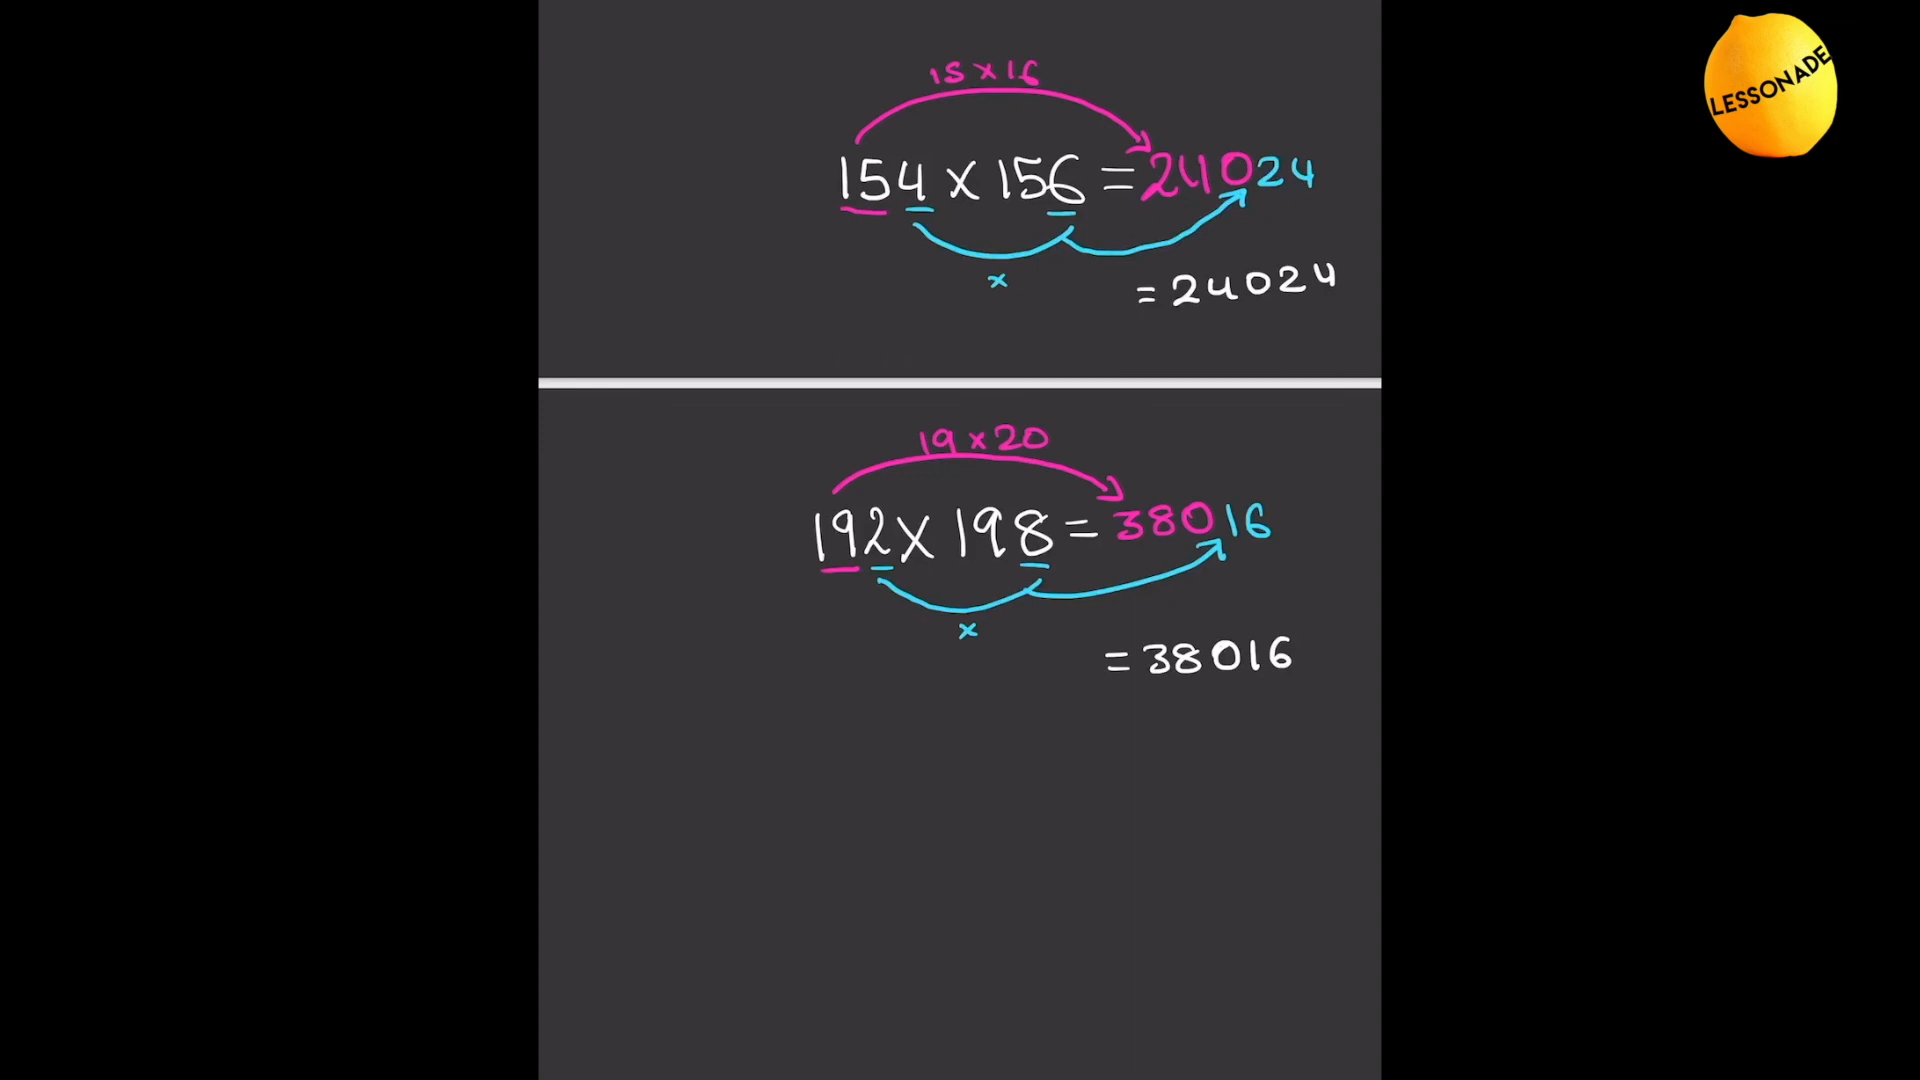 LESSONADE
15 x 16
154 x 156 = 24024
x
= 24024
19 x 20
192 x 198 = 38016
x
= 38016